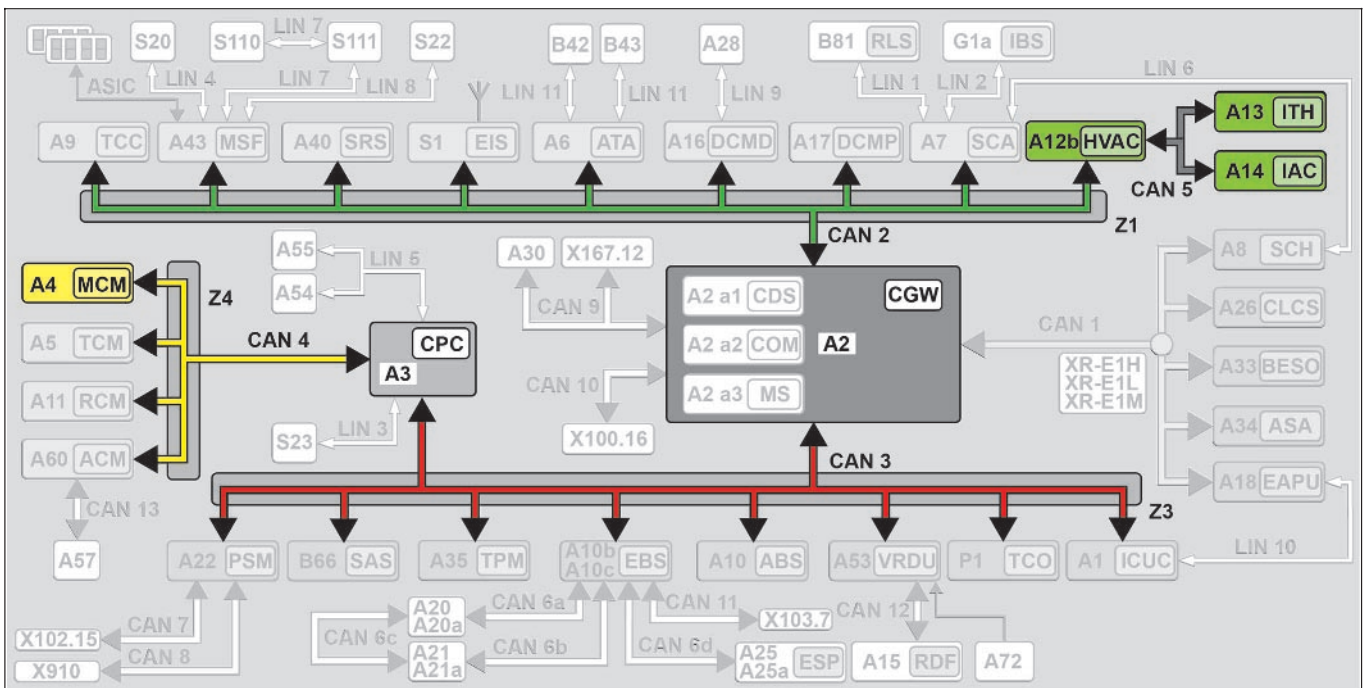 LIN 7
S20
S110
S111
S22
B42
B43
A28
B81 RLS
G1a IBS
LIN 6
ASIC
LIN 4
LIN 7
LIN 8
LIN 11
LIN 11
LIN 9
LIN 1
LIN 2
A9 TCC
A43 MSF
A40 SRS
S1 EIS
A6 ATA
A16 DCMD
A17 DCMP
A7 SCA
A12b HVAC
A13 ITH
A14 IAC
CAN 5
Z1
CAN 2
A55
A54
LIN 5
A30
X167.12
CAN 9
A8 SCH
A4 MCM
Z4
A2 a1 CDS
CGW
A26 CLCS
CAN 1
A5 TCM
CAN 4
CPC
A3
A2 a2 COM
A2
XR-E1H
XR-E1L
XR-E1M
A33 BESO
CAN 10
A2 a3 MS
A11 RCM
LIN 3
S23
X100.16
A34 ASA
A60 ACM
CAN 3
A18 EAPU
CAN 13
Z3
LIN 10
A57
A22 PSM
B66 SAS
A35 TPM
A10b
A10c
EBS
A10 ABS
A53 VRDU
P1 TCO
A1 ICUC
CAN 7
X102.15
CAN 8
X910
CAN 6c
A20
A20a
CAN 6a
A21
A21a
CAN 6b
CAN 11
X103.7
CAN 6d
A25
A25a
ESP
CAN 12
A15 RDF
A72